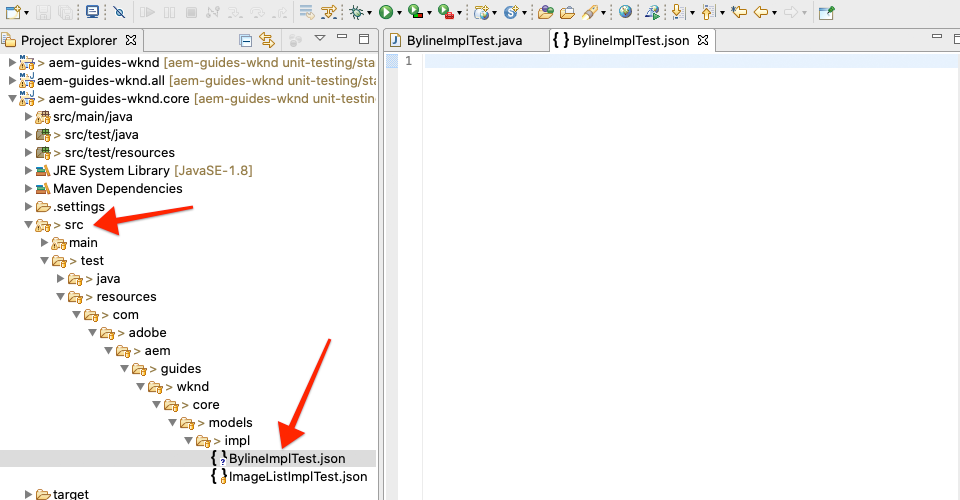 Project Explorer
BylineImplTest.java
{ } BylineImplTest.json
> aem-guides-wknd [aem-guides-wknd unit-testing/sta
aem-guides-wknd.all [aem-guides-wknd unit-testing/s
> aem-guides-wknd.core [aem-guides-wknd unit-testing
src/main/java
> src/test/java
> src/test/resources
JRE System Library [JavaSE-1.8]
Maven Dependencies
.settings
> src
main
> test
> java
> resources
> com
> adobe
> aem
> guides
> wknd
> core
> models
> impl
{ } BylineImplTest.json
{ } ImageListImplTest.json
target
1